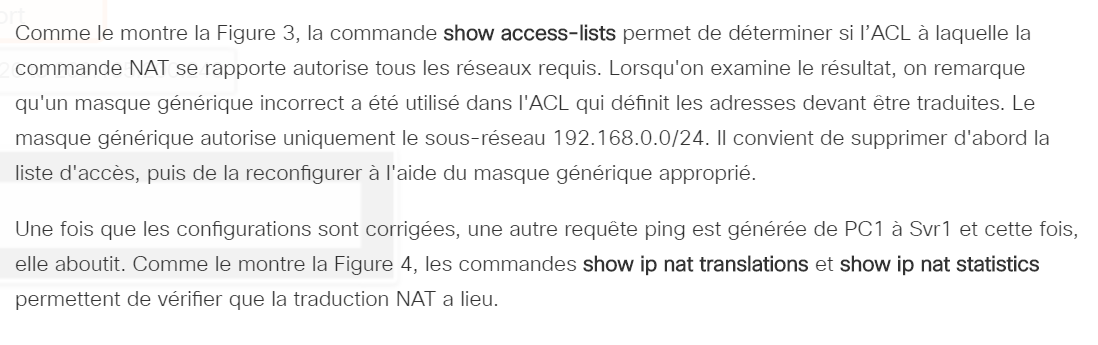 Comme le montre la Figure 3, la commande show access-lists permet de déterminer si l'ACL à laquelle la
commande NAT se rapporte autorise tous les réseaux requis. Lorsqu'on examine le résultat, on remarque
qu'un masque générique incorrect a été utilisé dans l'ACL qui définit les adresses devant être traduites. Le
masque générique autorise uniquement le sous-réseau 192.168.0.0/24. Il convient de supprimer d'abord la
liste d'accès, puis de la reconfigurer à l'aide du masque générique approprié.
Une fois que les configurations sont corrigées, une autre requête ping est générée de PC1 à Svr1 et cette fois,
elle aboutit. Comme le montre la Figure 4, les commandes show ip nat translations et show ip nat statistics
permettent de vérifier que la traduction NAT a lieu.